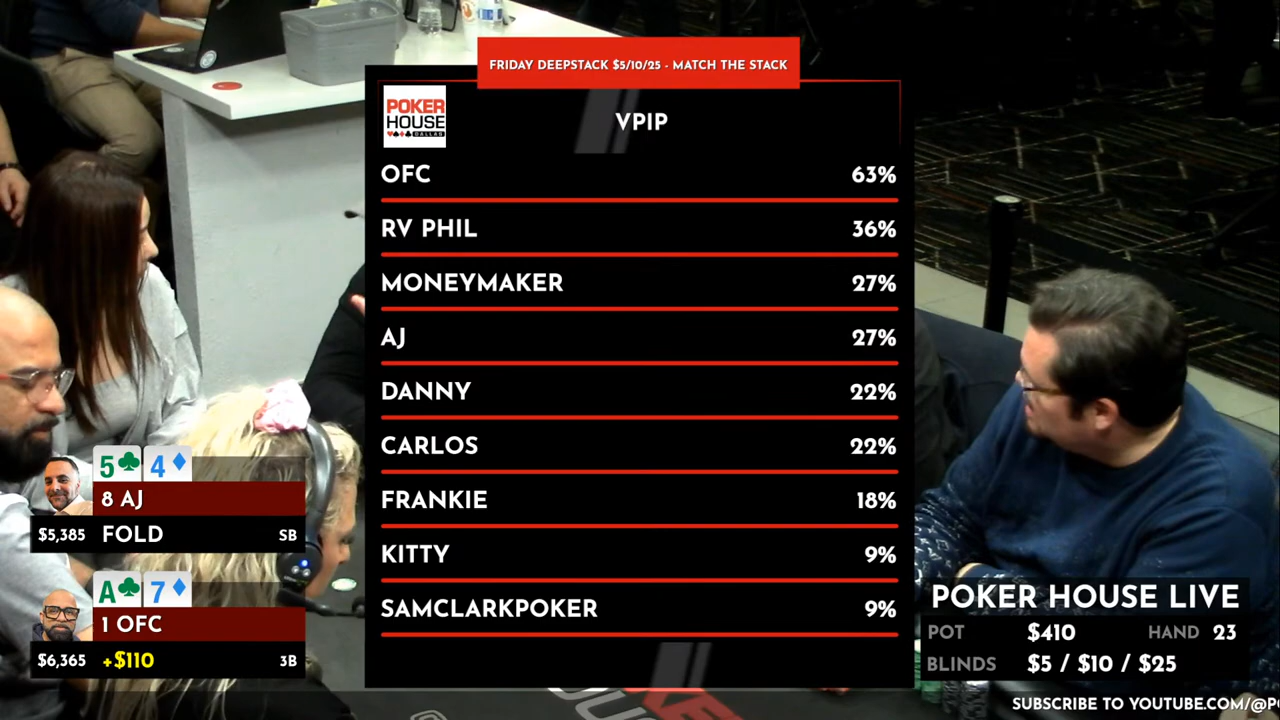 FRIDAY DEEPSTACK $5/10/25 - MATCH THE STACK
POKER
HOUSE
DALLAS
VPIP
OFC 63%
RV PHIL 36%
MONEYMAKER 27%
AJ 27%
DANNY 22%
CARLOS 22%
FRANKIE 18%
KITTY 9%
SAMCLARKPOKER 9%
5♣ 4♦
8 AJ
$5,385 FOLD SB
A♣ 7♦
1 OFC
$6,365 +$110 3B
POKER HOUSE LIVE
POT $410 HAND 23
BLINDS $5 / $10 / $25
SUBSCRIBE TO YOUTUBE.COM/@P